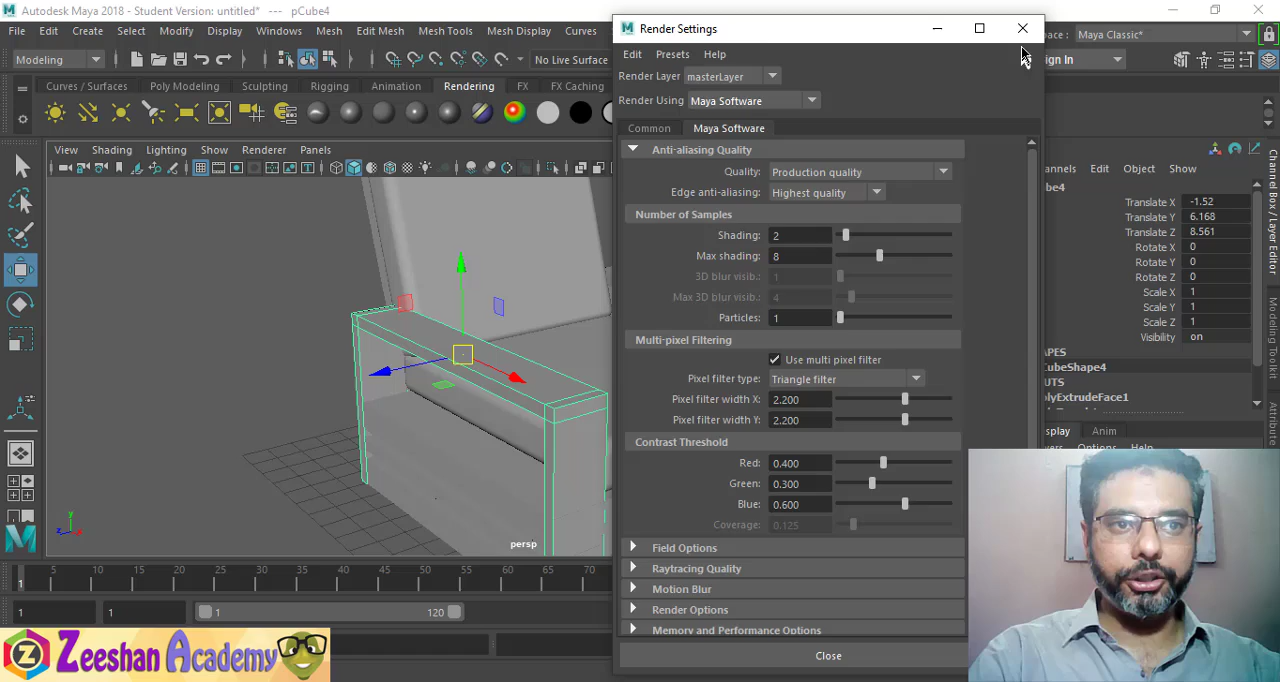 Autodesk Maya 2018 - Student Version: untitled* --- pCube4
File Edit Create Select Modify Display Windows Mesh Edit Mesh Mesh Tools Mesh Display
Render Settings
Maya Classic*
Modeling
No Live Surface
Sign In
Curves / Surfaces Poly Modeling Sculpting Rigging Animation Rendering FX FX Caching
View Shading Lighting Show Renderer Panels
Edit Presets Help
Render Layer masterLayer
Render Using Maya Software
Common Maya Software
Anti-aliasing Quality
Quality: Production quality
Edge anti-aliasing: Highest quality
Number of Samples
Shading: 2
Max shading: 8
3D blur visib.: 1
Max 3D blur visib.: 4
Particles: 1
Multi-pixel Filtering
Use multi pixel filter
Pixel filter type: Triangle filter
Pixel filter width X: 2.200
Pixel filter width Y: 2.200
Contrast Threshold
Red: 0.400
Green: 0.300
Blue: 0.600
Coverage: 0.125
Field Options
Raytracing Quality
Motion Blur
Render Options
Memory and Performance Options
Close
Edit Object Show
Translate X -1.52
Translate Y 6.168
Translate Z 8.561
Rotate X 0
Rotate Y 0
Rotate Z 0
Scale X 1
Scale Y 1
Scale Z 1
Visibility on
CubeShape4
polyExtrudeFace1
Anim
Options Help
Channel Box / Layer Editor
Modeling Toolkit
persp
y
z x
5 10 15 20 25 30 35 40 45 50 55 60 65 70 75 80
1
1 1 1 120
Zeeshan Academy